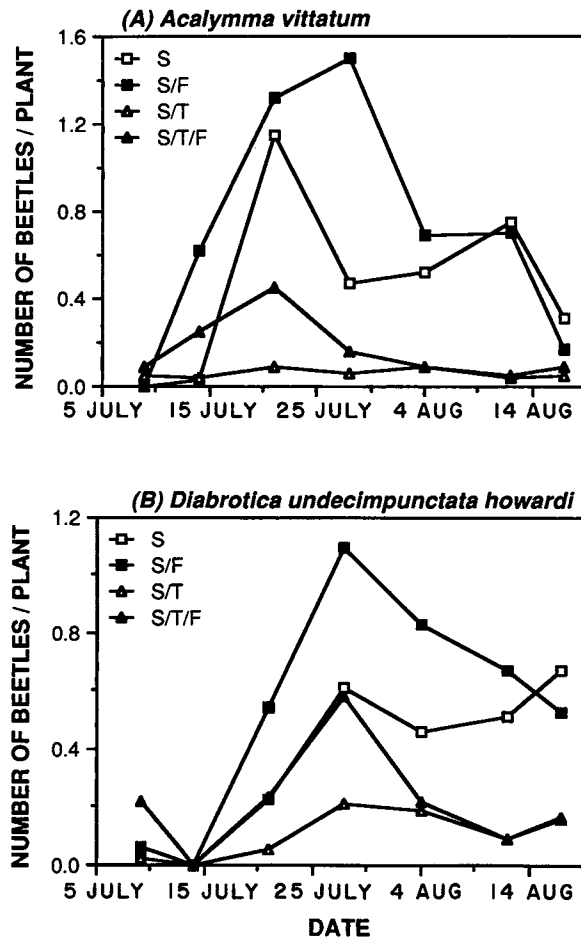 (A) Acalymma vittatum
NUMBER OF BEETLES / PLANT
1.6
1.2
0.8
0.4
0.0
S
S/F
S/T
S/T/F
5 JULY 15 JULY 25 JULY 4 AUG 14 AUG
(B) Diabrotica undecimpunctata howardi
NUMBER OF BEETLES / PLANT
1.2
0.8
0.4
0.0
S
S/F
S/T
S/T/F
5 JULY 15 JULY 25 JULY 4 AUG 14 AUG
DATE